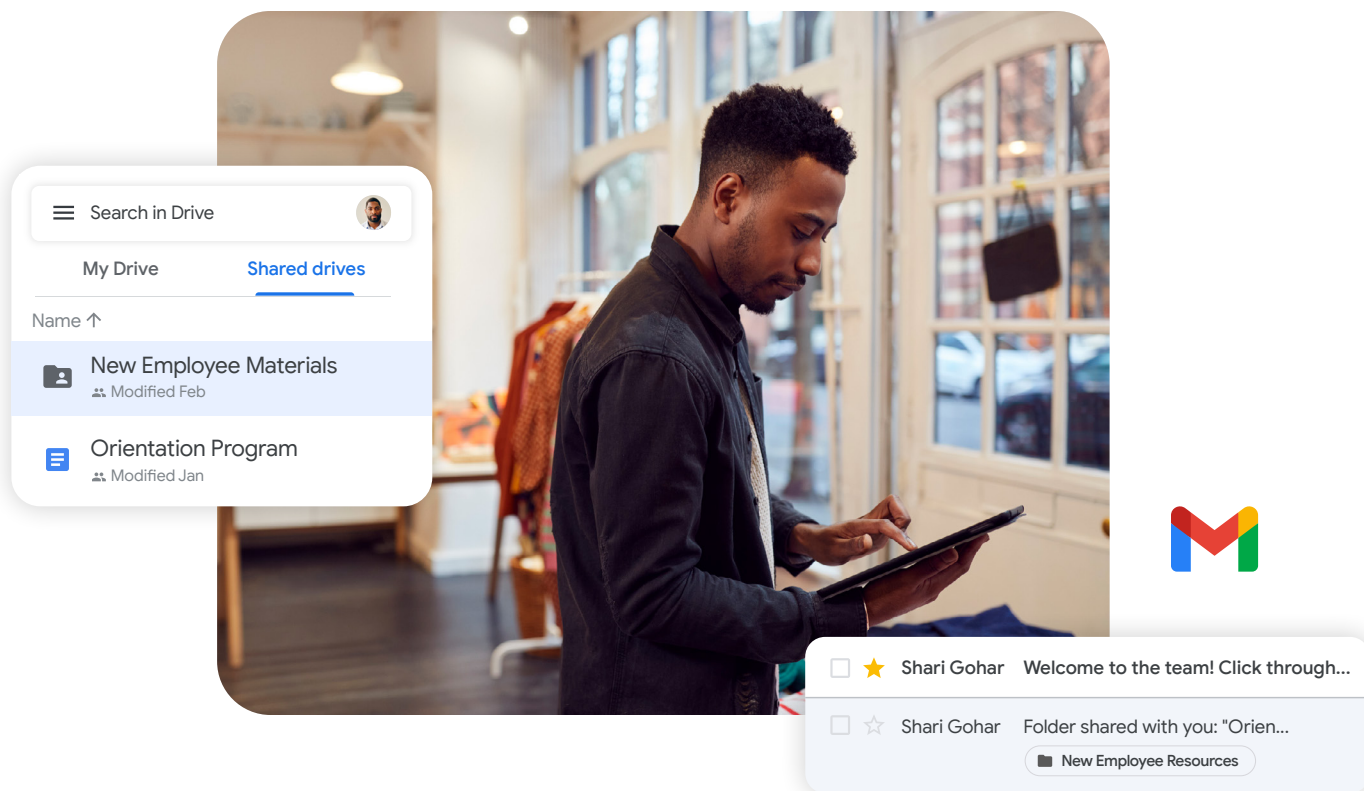 Search in Drive
My Drive Shared drives
Name
New Employee Materials
Modified Feb
Orientation Program
Modified Jan
Shari Gohar Welcome to the team! Click through...
Shari Gohar Folder shared with you: "Orien...
New Employee Resources